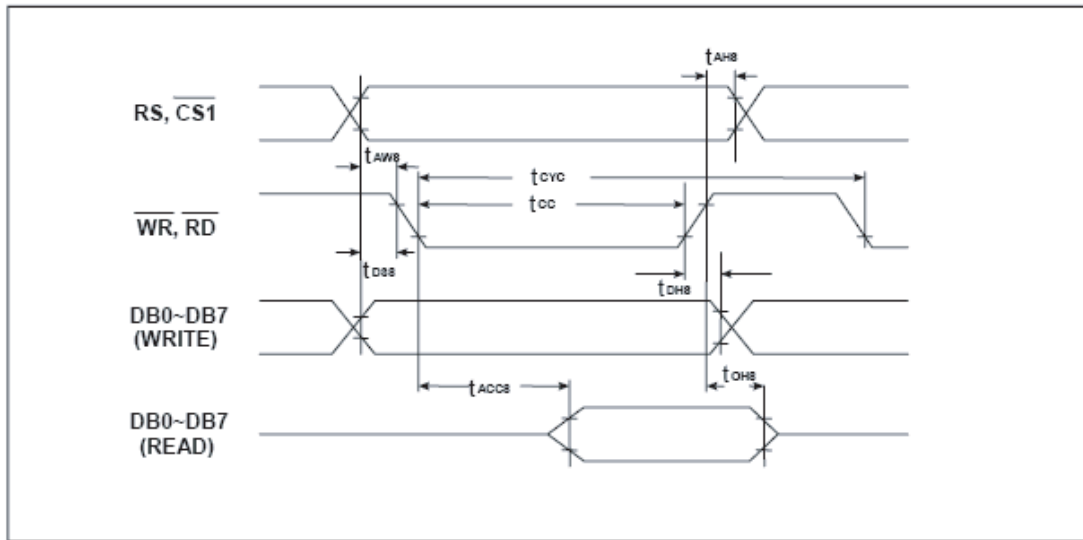 tAH8
RS, CS1
tAW8
tCYC
tCC
WR, RD
tDS8
tDH8
DB0~DB7
(WRITE)
tOH8
tACC8
DB0~DB7
(READ)